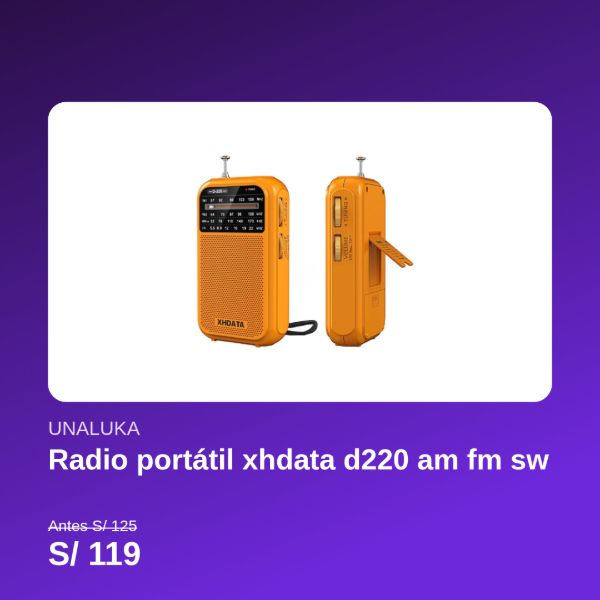 XHDATA
UNALUKA
Radio portátil xhdata d220 am fm sw
Antes S/ 125
S/ 119